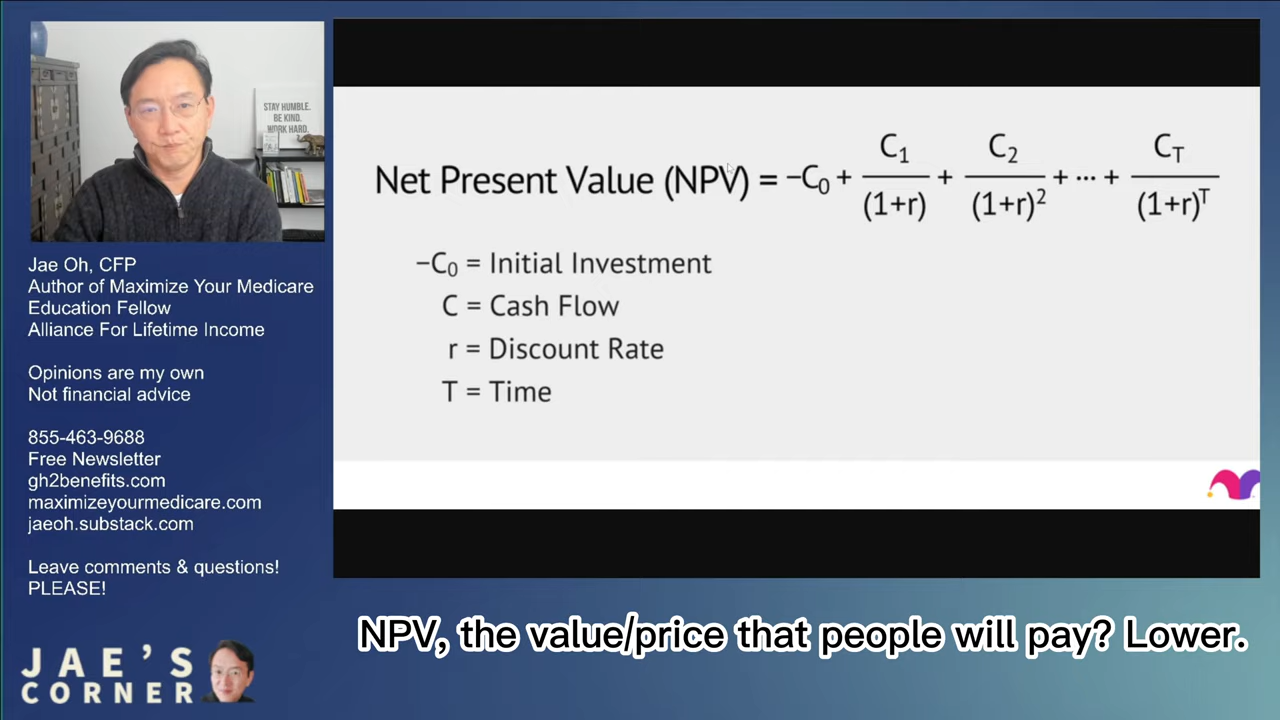 STAY HUMBLE.
BE KIND.
WORK HARD.
Jae Oh, CFP
Author of Maximize Your Medicare
Education Fellow
Alliance For Lifetime Income
Opinions are my own
Not financial advice
855-463-9688
Free Newsletter
gh2benefits.com
maximizeyourmedicare.com
jaeoh.substack.com
Leave comments & questions!
PLEASE!
JAE'S
CORNER
Net Present Value (NPV) = −C₀ + C₁/(1+r) + C₂/(1+r)² + ··· + C_T/(1+r)ᵀ
−C₀ = Initial Investment
C = Cash Flow
r = Discount Rate
T = Time
NPV, the value/price that people will pay? Lower.